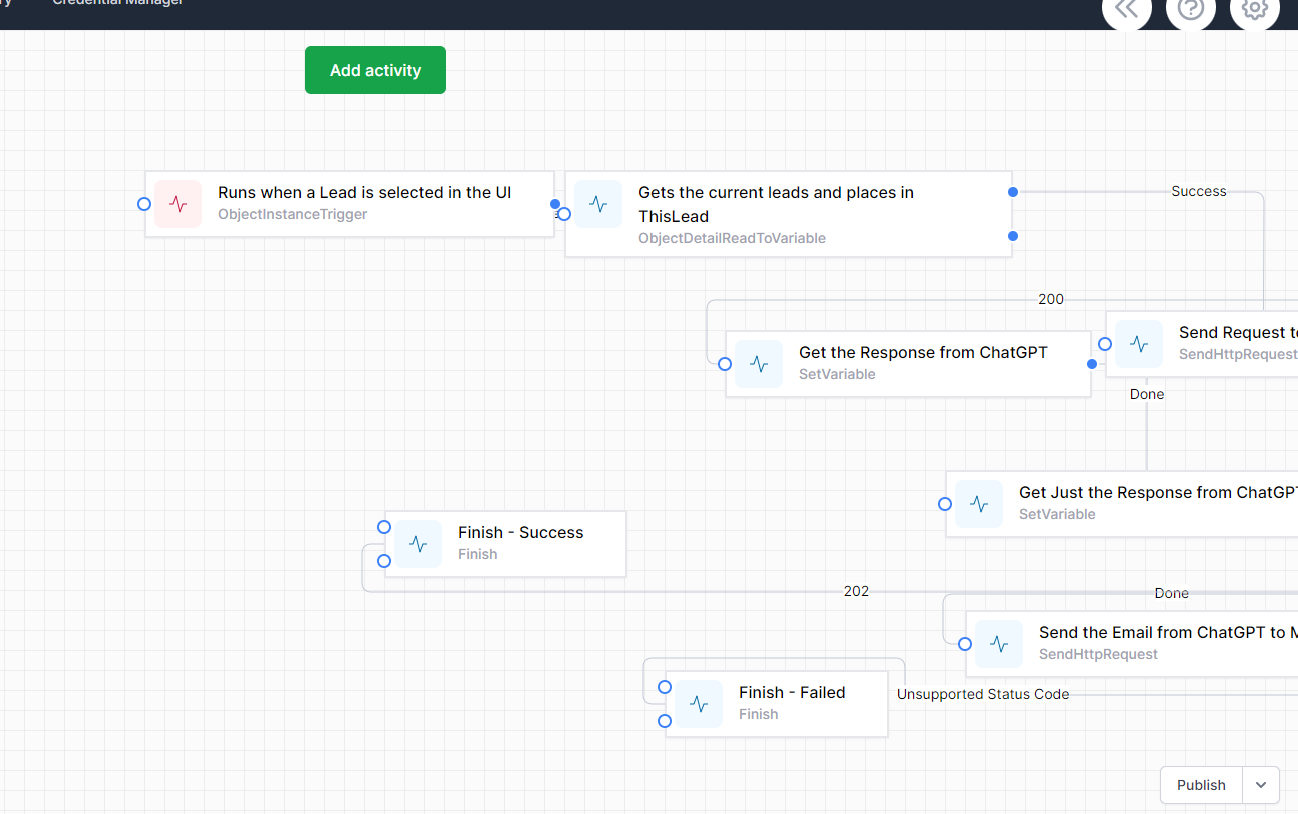 Credential Manager
Add activity
Runs when a Lead is selected in the UI
ObjectInstanceTrigger
Gets the current leads and places in
ThisLead
ObjectDetailReadToVariable
Success
200
Get the Response from ChatGPT
SetVariable
Send Request to
SendHttpRequest
Done
Get Just the Response from ChatGPT
SetVariable
Finish - Success
Finish
202
Done
Send the Email from ChatGPT to M
SendHttpRequest
Finish - Failed
Finish
Unsupported Status Code
Publish